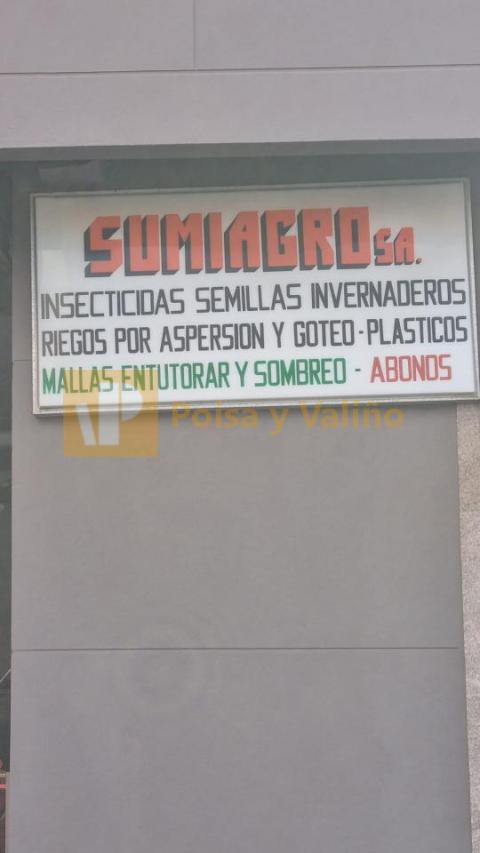 SUMIAGRO SA.
INSECTICIDAS SEMILLAS INVERNADEROS
RIEGOS POR ASPERSION Y GOTEO - PLASTICOS
MALLAS ENTUTORAR Y SOMBREO - ABONOS
Poisa y Valiño